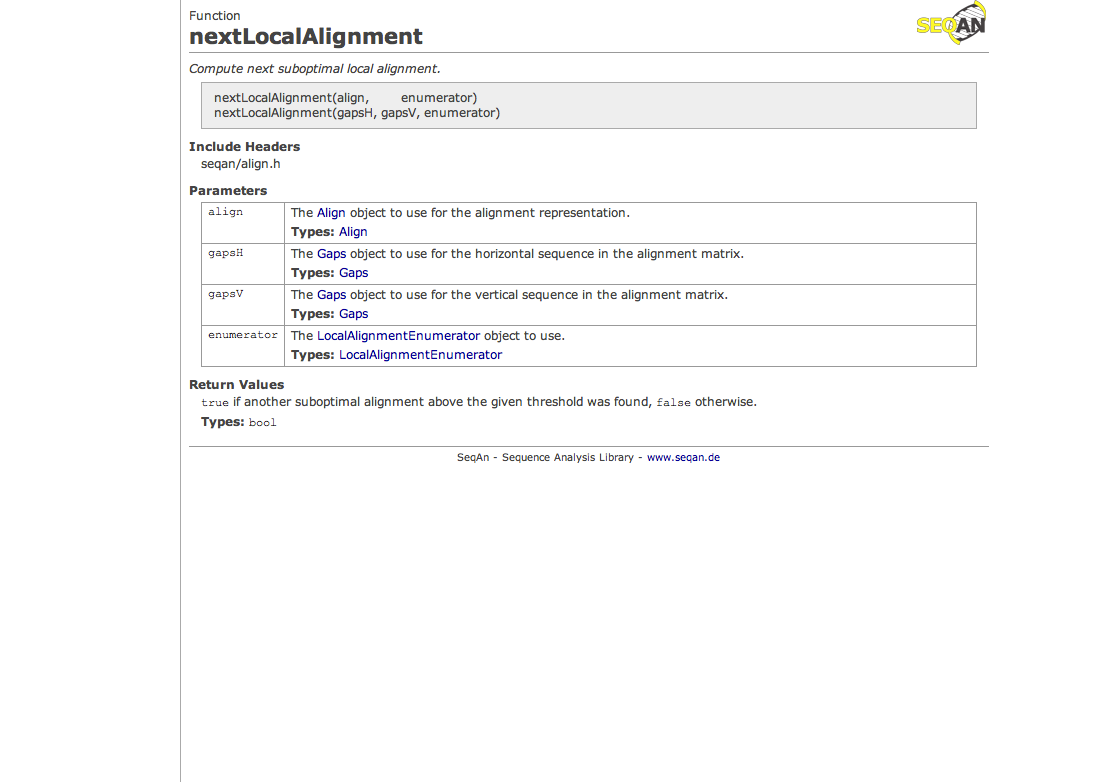 Function
SEQAN
nextLocalAlignment
Compute next suboptimal local alignment.
nextLocalAlignment(align,        enumerator)
nextLocalAlignment(gapsH, gapsV, enumerator)
Include Headers
seqan/align.h
Parameters
align The Align object to use for the alignment representation.
Types: Align
gapsH The Gaps object to use for the horizontal sequence in the alignment matrix.
Types: Gaps
gapsV The Gaps object to use for the vertical sequence in the alignment matrix.
Types: Gaps
enumerator The LocalAlignmentEnumerator object to use.
Types: LocalAlignmentEnumerator
Return Values
true if another suboptimal alignment above the given threshold was found, false otherwise.
Types: bool
SeqAn - Sequence Analysis Library - www.seqan.de